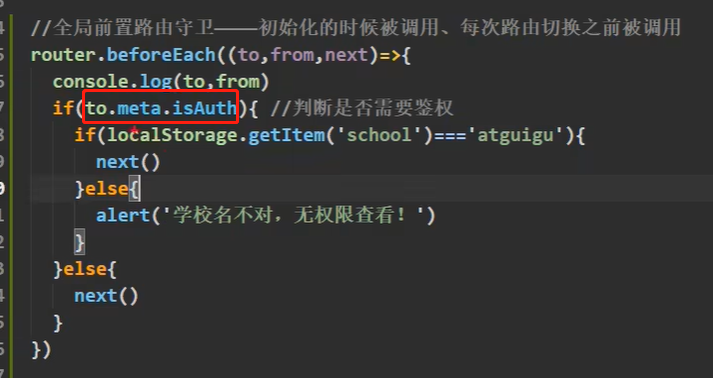 //全局前置路由守卫————初始化的时候被调用、每次路由切换之前被调用
router.beforeEach((to,from,next)=>{
console.log(to,from)
if(to.meta.isAuth){ //判断是否需要鉴权
if(localStorage.getItem('school')==='atguigu'){
next()
}else{
alert('学校名不对，无权限查看！')
}
}else{
next()
}
})